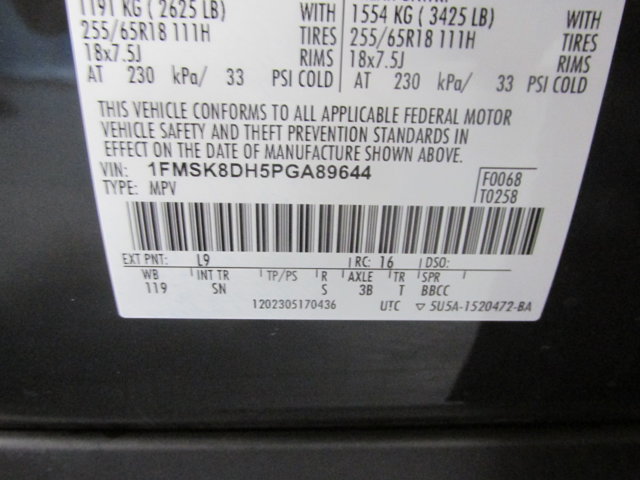 1191 KG ( 2625 LB) WITH 1554 KG ( 3425 LB) WITH
255/65R18 111H TIRES 255/65R18 111H TIRES
18x7.5J RIMS 18x7.5J RIMS
AT 230 kPa/ 33 PSI COLD AT 230 kPa/ 33 PSI COLD
THIS VEHICLE CONFORMS TO ALL APPLICABLE FEDERAL MOTOR
VEHICLE SAFETY AND THEFT PREVENTION STANDARDS IN
EFFECT ON THE DATE OF MANUFACTURE SHOWN ABOVE.
VIN: 1FMSK8DH5PGA89644
TYPE: MPV
F0068
T0258
EXT PNT: L9 RC: 16 DSO:
WB INT TR TP/PS R AXLE TR SPR
119 SN S 3B T BBCC
1202305170436 UTC ▽ 5U5A-1520472-BA